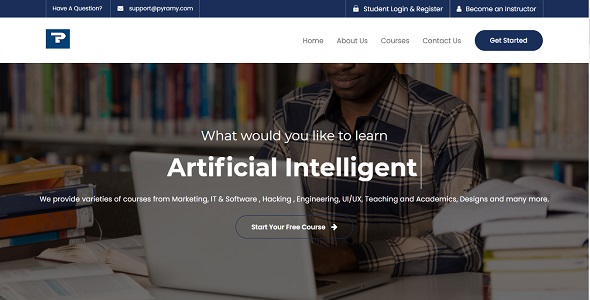 Have A Question?
support@pyramy.com
Student Login & Register
Become an Instructor
Home
About Us
Courses
Contact Us
Get Started
What would you like to learn
Artificial Intelligent
We provide varieties of courses from Marketing, IT & Software , Hacking , Engineering, UI/UX, Teaching and Academics, Designs and many more.
Start Your Free Course